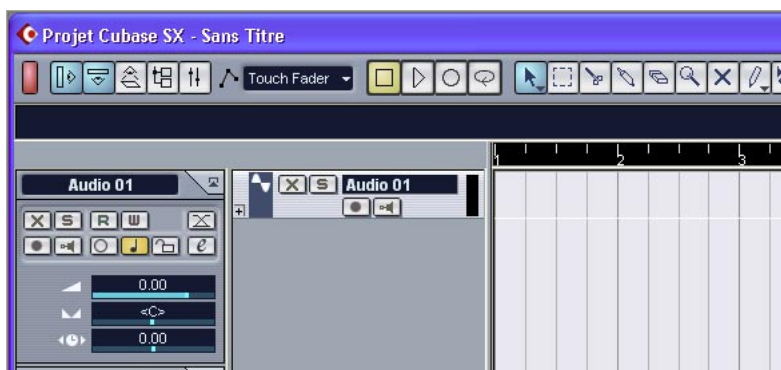 Projet Cubase SX - Sans Titre
Touch Fader
1 2 3
Audio 01
X S Audio 01
X S R W
e
0.00
<C>
0.00